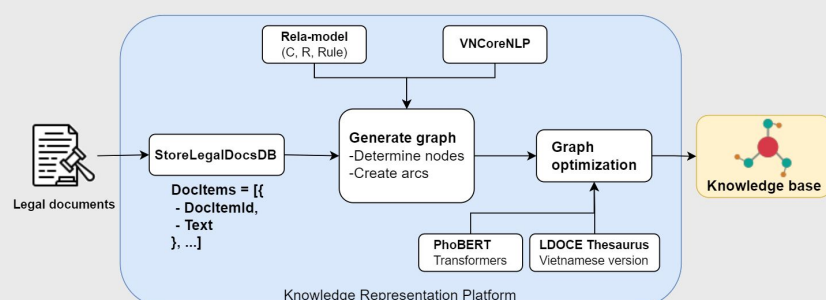 Rela-model
(C, R, Rule)
VNCoreNLP
Legal documents
StoreLegalDocsDB
DocItems = [{
- DocItemId,
- Text
}, ...]
Generate graph
-Determine nodes
-Create arcs
Graph
optimization
Knowledge base
PhoBERT
Transformers
LDOCE Thesaurus
Vietnamese version
Knowledge Representation Platform